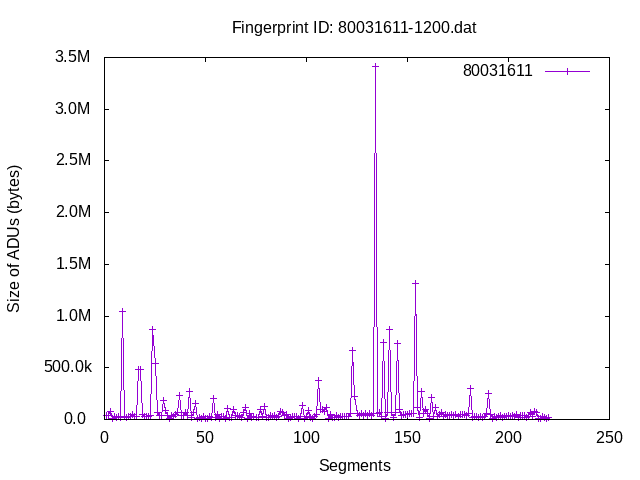 Fingerprint ID: 80031611-1200.dat
80031611
3.5M
3.0M
2.5M
2.0M
1.5M
1.0M
500.0k
0.0
Size of ADUs (bytes)
0 50 100 150 200 250
Segments